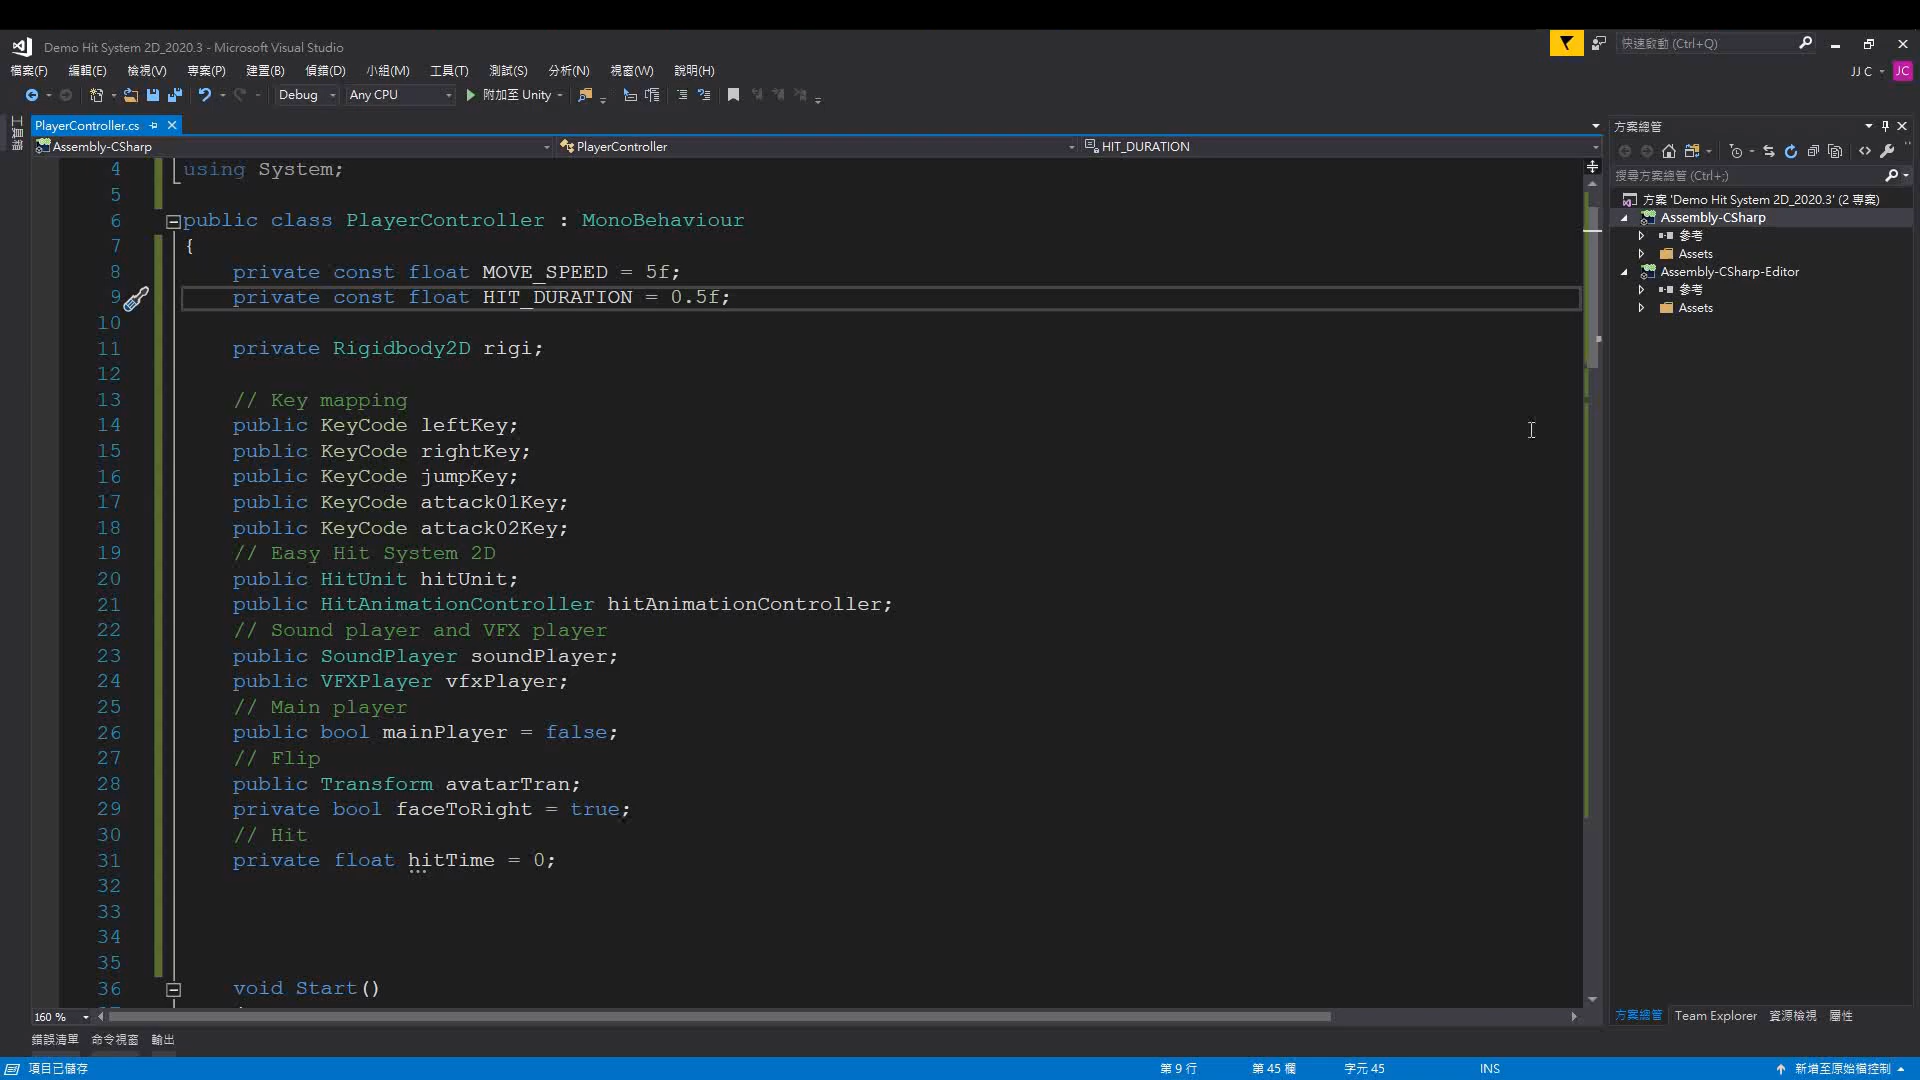 Demo Hit System 2D_2020.3 - Microsoft Visual Studio
快速啟動 (Ctrl+Q)
檔案(F) 編輯(E) 檢視(V) 專案(P) 建置(B) 偵錯(D) 小組(M) 工具(T) 測試(S) 分析(N) 視窗(W) 說明(H)
JJ C JC
Debug Any CPU 附加至 Unity
工具箱
PlayerController.cs
方案總管
Assembly-CSharp PlayerController HIT_DURATION
搜尋方案總管 (Ctrl+;)
方案 'Demo Hit System 2D_2020.3' (2 專案)
Assembly-CSharp
參考
Assets
Assembly-CSharp-Editor
參考
Assets
4 using System;
5
6 public class PlayerController : MonoBehaviour
7 {
8 private const float MOVE_SPEED = 5f;
9 private const float HIT_DURATION = 0.5f;
10
11 private Rigidbody2D rigi;
12
13 // Key mapping
14 public KeyCode leftKey;
15 public KeyCode rightKey;
16 public KeyCode jumpKey;
17 public KeyCode attack01Key;
18 public KeyCode attack02Key;
19 // Easy Hit System 2D
20 public HitUnit hitUnit;
21 public HitAnimationController hitAnimationController;
22 // Sound player and VFX player
23 public SoundPlayer soundPlayer;
24 public VFXPlayer vfxPlayer;
25 // Main player
26 public bool mainPlayer = false;
27 // Flip
28 public Transform avatarTran;
29 private bool faceToRight = true;
30 // Hit
31 private float hitTime = 0;
32
33
34
35
36 void Start()
160 %
方案總管 Team Explorer 資源檢視 屬性
錯誤清單 命令視窗 輸出
項目已儲存 第 9 行 第 45 欄 字元 45 INS 新增至原始檔控制